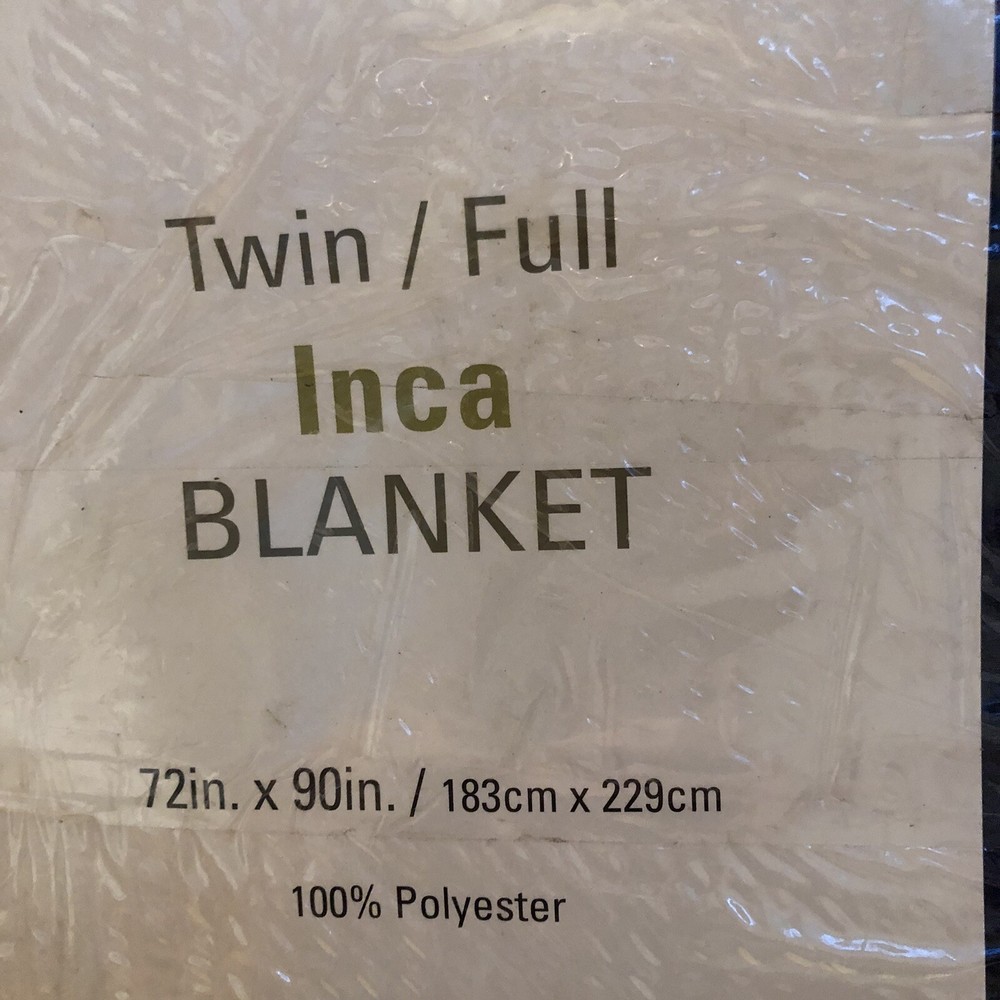 Twin / Full
Inca
BLANKET
72in. x 90in. / 183cm x 229cm
100% Polyester